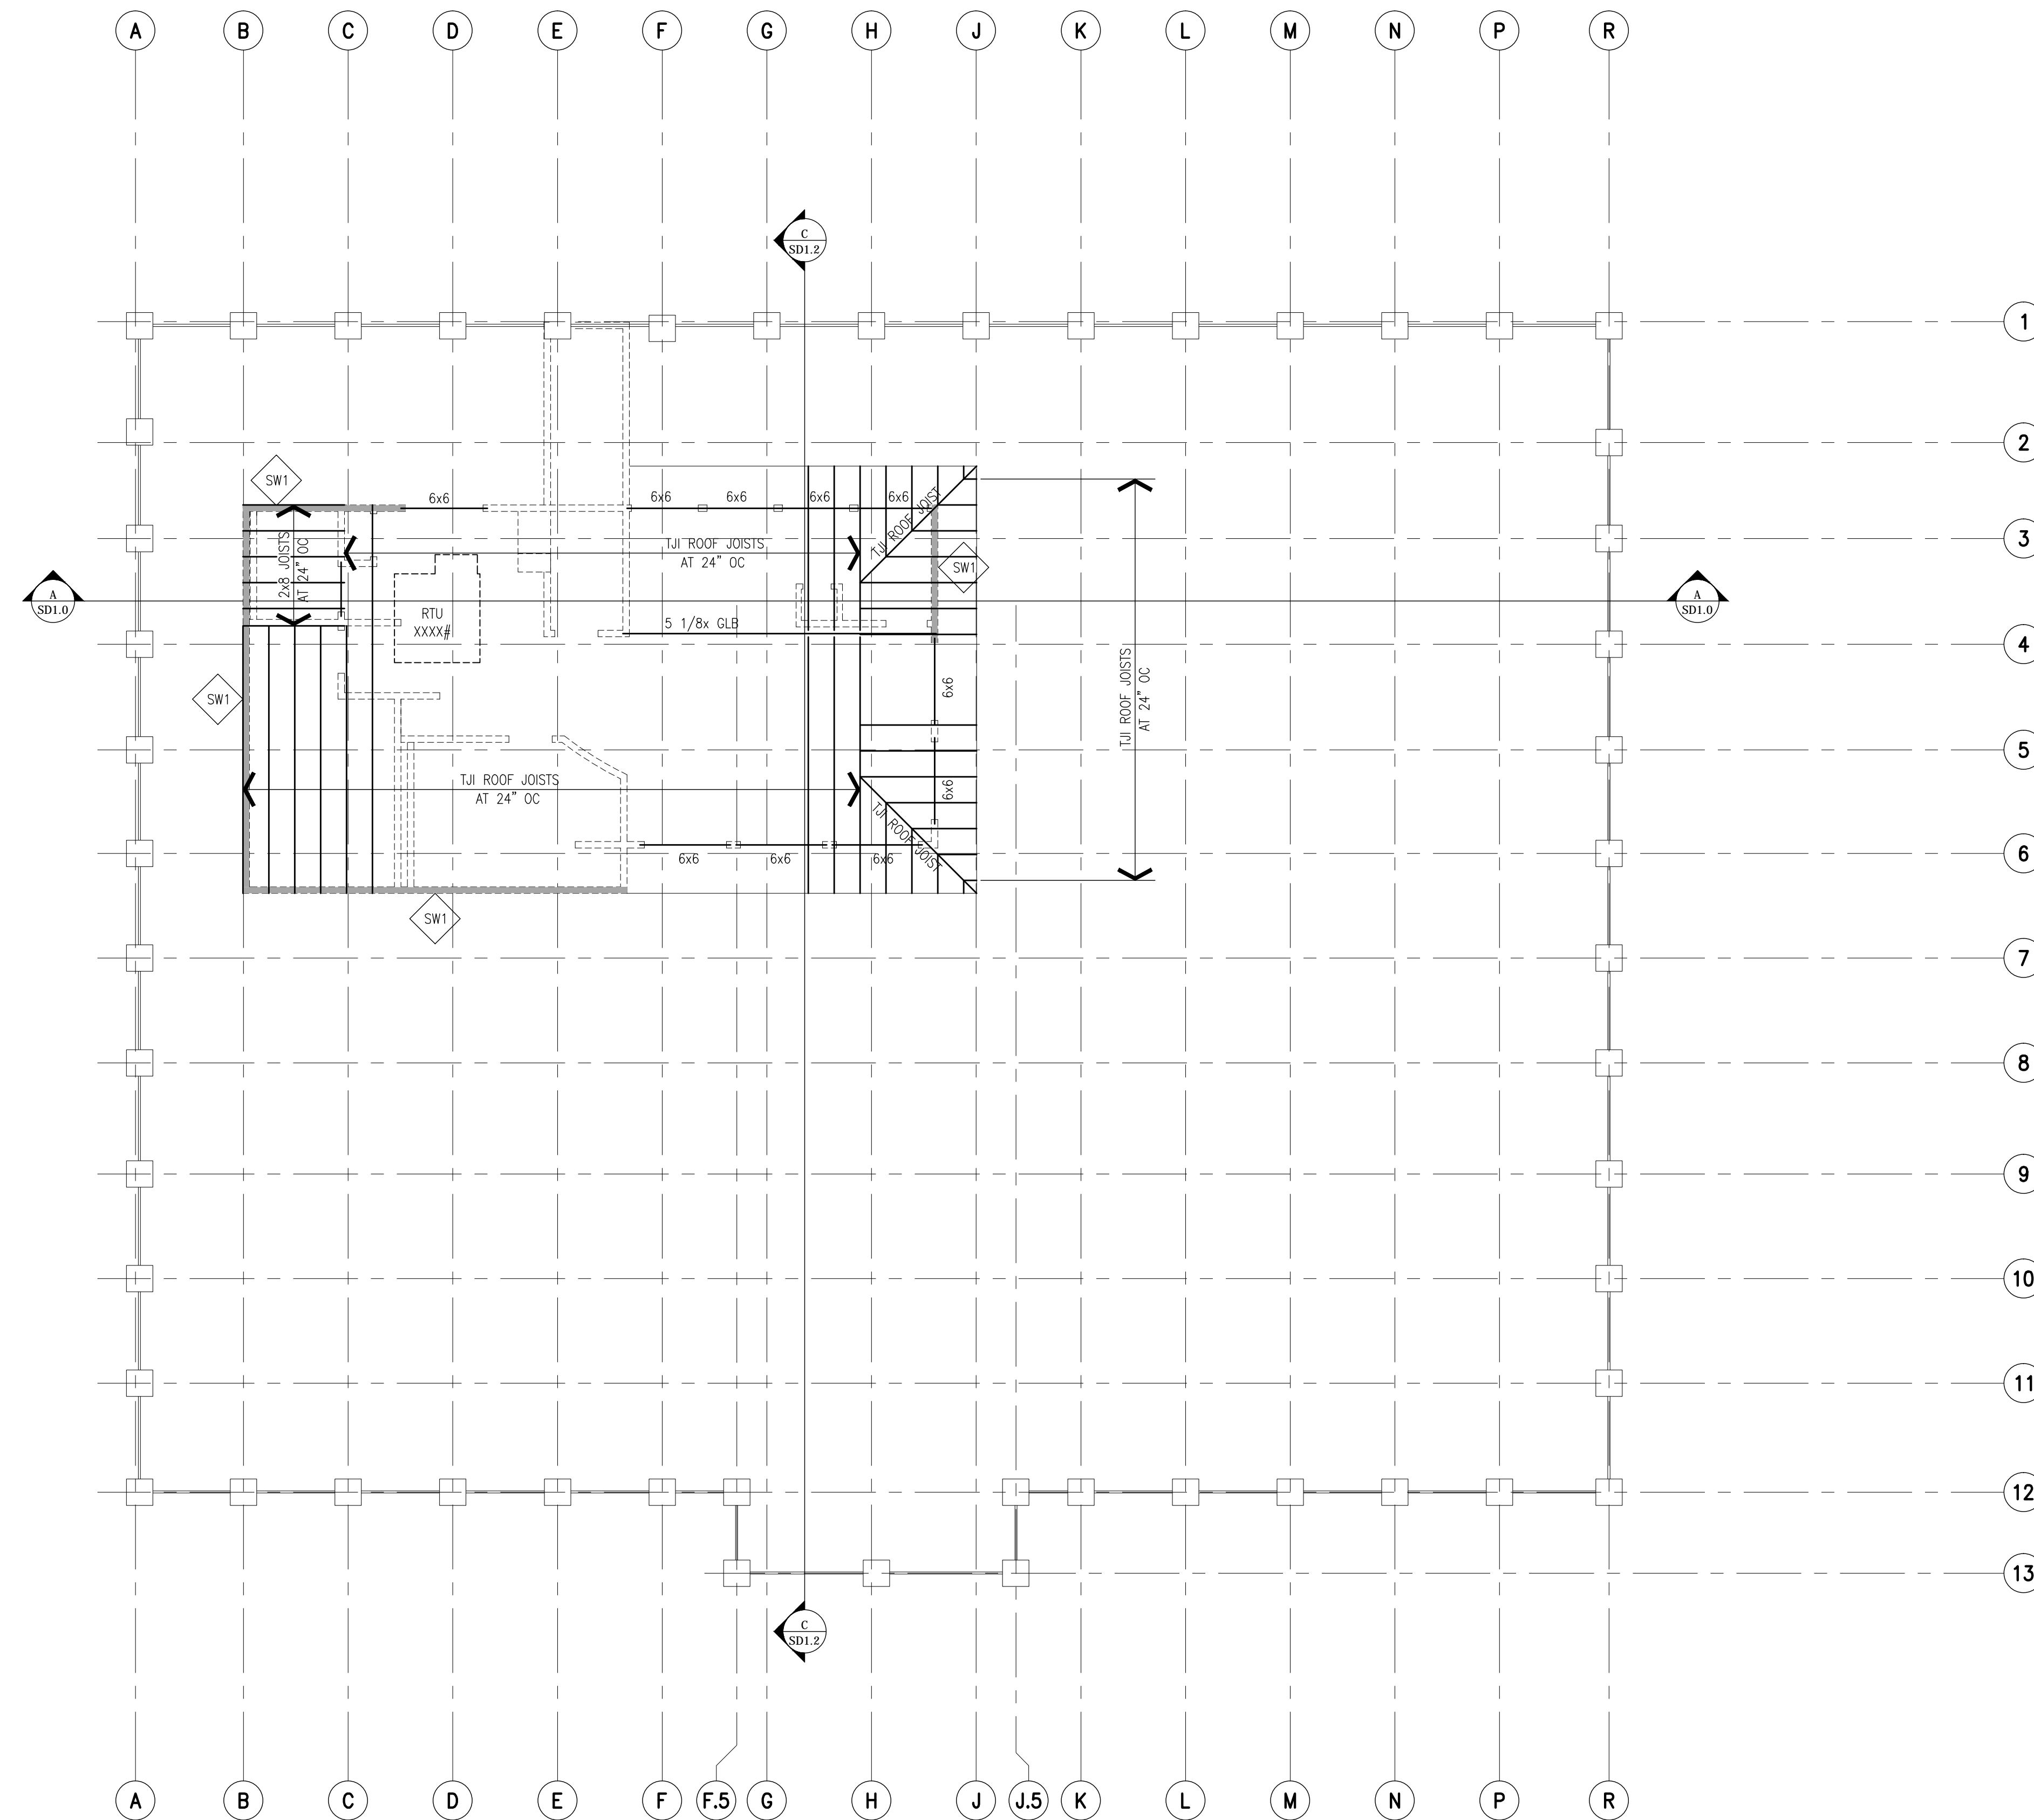 A B C D E F G H J K L M N P R
C
SD1.2
1
2
SW1
6x6
6x6
6x6
6x6
6x6
TJI ROOF JOIST
3
TJI ROOF JOISTS
AT 24" OC
2x8 JOISTS
AT 24" OC
SW1
A
SD1.0
RTU
XXXX#
5 1/8x GLB
A
SD1.0
4
SW1
6x6
TJI ROOF JOISTS
AT 24" OC
5
TJI ROOF JOISTS
AT 24" OC
6x6
TJI ROOF JOIST
6x6
6x6
6x6
6
SW1
7
8
9
10
11
12
13
C
SD1.2
A B C D E F F.5 G H J J.5 K L M N P R